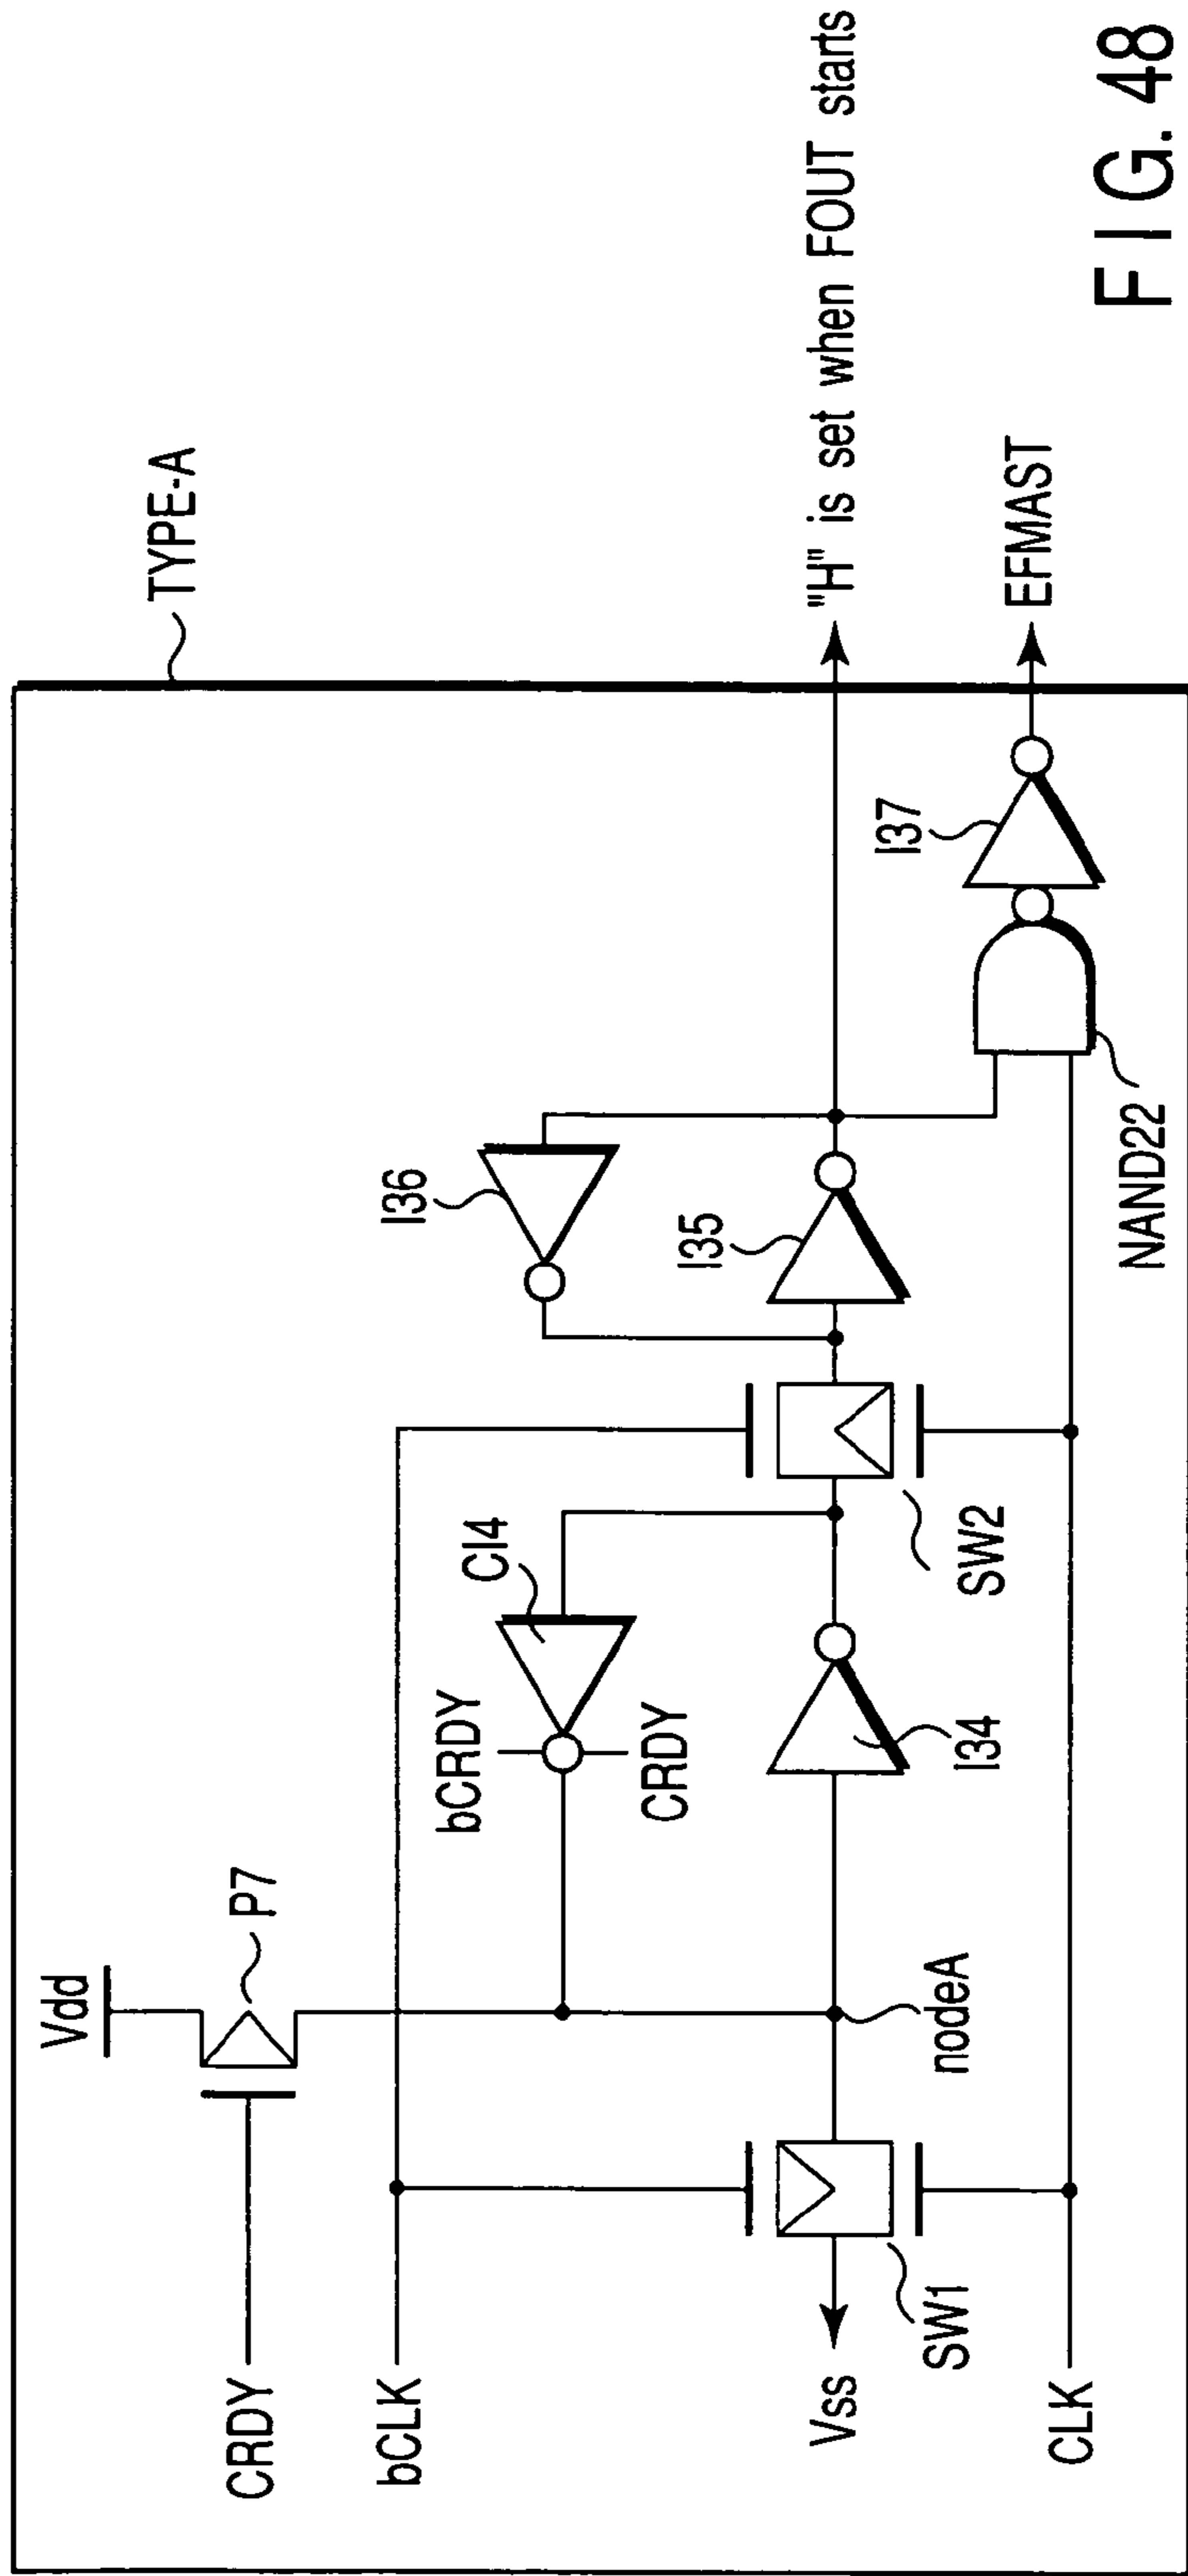 TYPE-A
Vdd
P7
CRDY
bCLK
bCRDY
CI4
CRDY
I36
I35
I34
"H" is set when FOUT starts
Vss
nodeA
SW1
SW2
I37
EFMAST
NAND22
CLK
FIG. 48